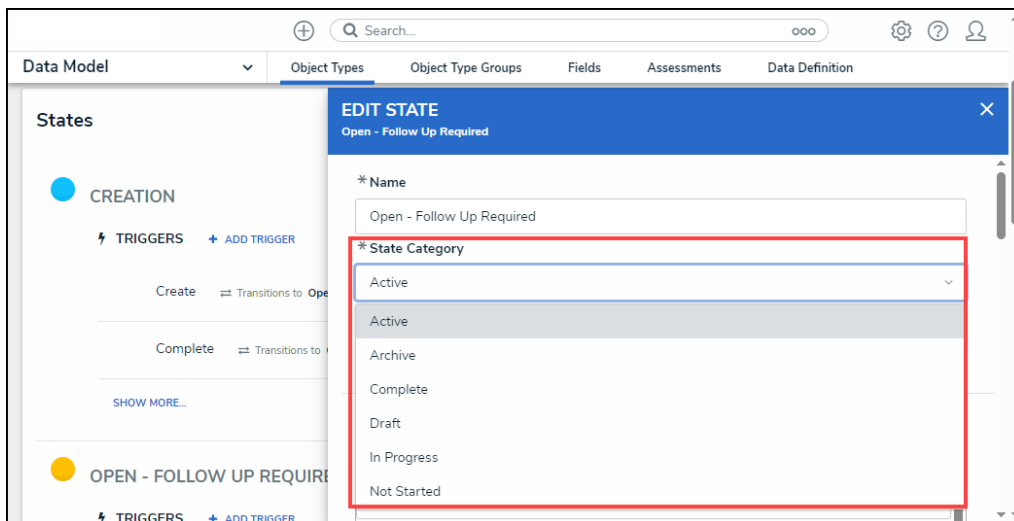 Search...
Data Model
Object Types
Object Type Groups
Fields
Assessments
Data Definition
States
CREATION
TRIGGERS
+ ADD TRIGGER
Create
Transitions to Ope
Complete
Transitions to
SHOW MORE...
OPEN - FOLLOW UP REQUIRE
TRIGGERS
+ ADD TRIGGER
EDIT STATE
Open - Follow Up Required
*Name
Open - Follow Up Required
*State Category
Active
Active
Archive
Complete
Draft
In Progress
Not Started